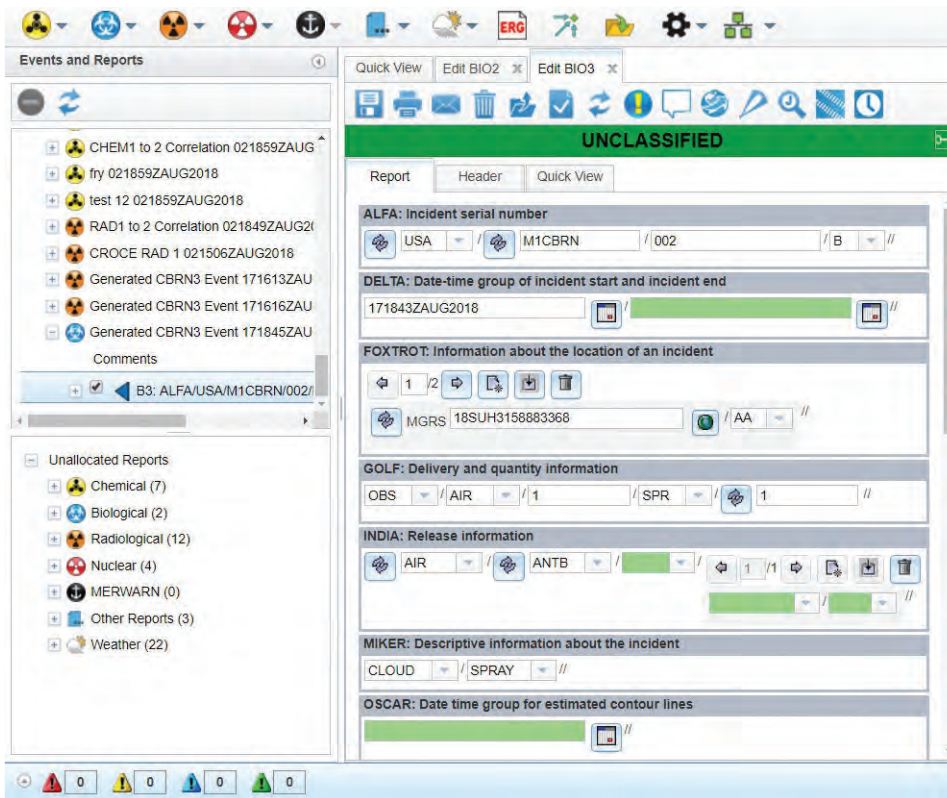 ERG
Events and Reports
CHEM1 to 2 Correlation 021859ZAUG
fry 021859ZAUG2018
test 12 021859ZAUG2018
RAD1 to 2 Correlation 021849ZAUG20
CROCE RAD 1 021506ZAUG2018
Generated CBRN3 Event 171613ZAU
Generated CBRN3 Event 171616ZAU
Generated CBRN3 Event 171845ZAU
Comments
B3: ALFA/USA/M1CBRN/002/
Unallocated Reports
Chemical (7)
Biological (2)
Radiological (12)
Nuclear (4)
MERWARN (0)
Other Reports (3)
Weather (22)
Quick View Edit BIO2 x Edit BIO3 x
UNCLASSIFIED
Report Header Quick View
ALFA: Incident serial number
USA / M1CBRN / 002 / B //
DELTA: Date-time group of incident start and incident end
171843ZAUG2018 / //
FOXTROT: Information about the location of an incident
1 /2
MGRS 18SUH3158883368 / AA //
GOLF: Delivery and quantity information
OBS / AIR / 1 / SPR / 1 //
INDIA: Release information
AIR / ANTB / / 1 /1
/ //
MIKER: Descriptive information about the incident
CLOUD / SPRAY //
OSCAR: Date time group for estimated contour lines
//
0 0 0 0